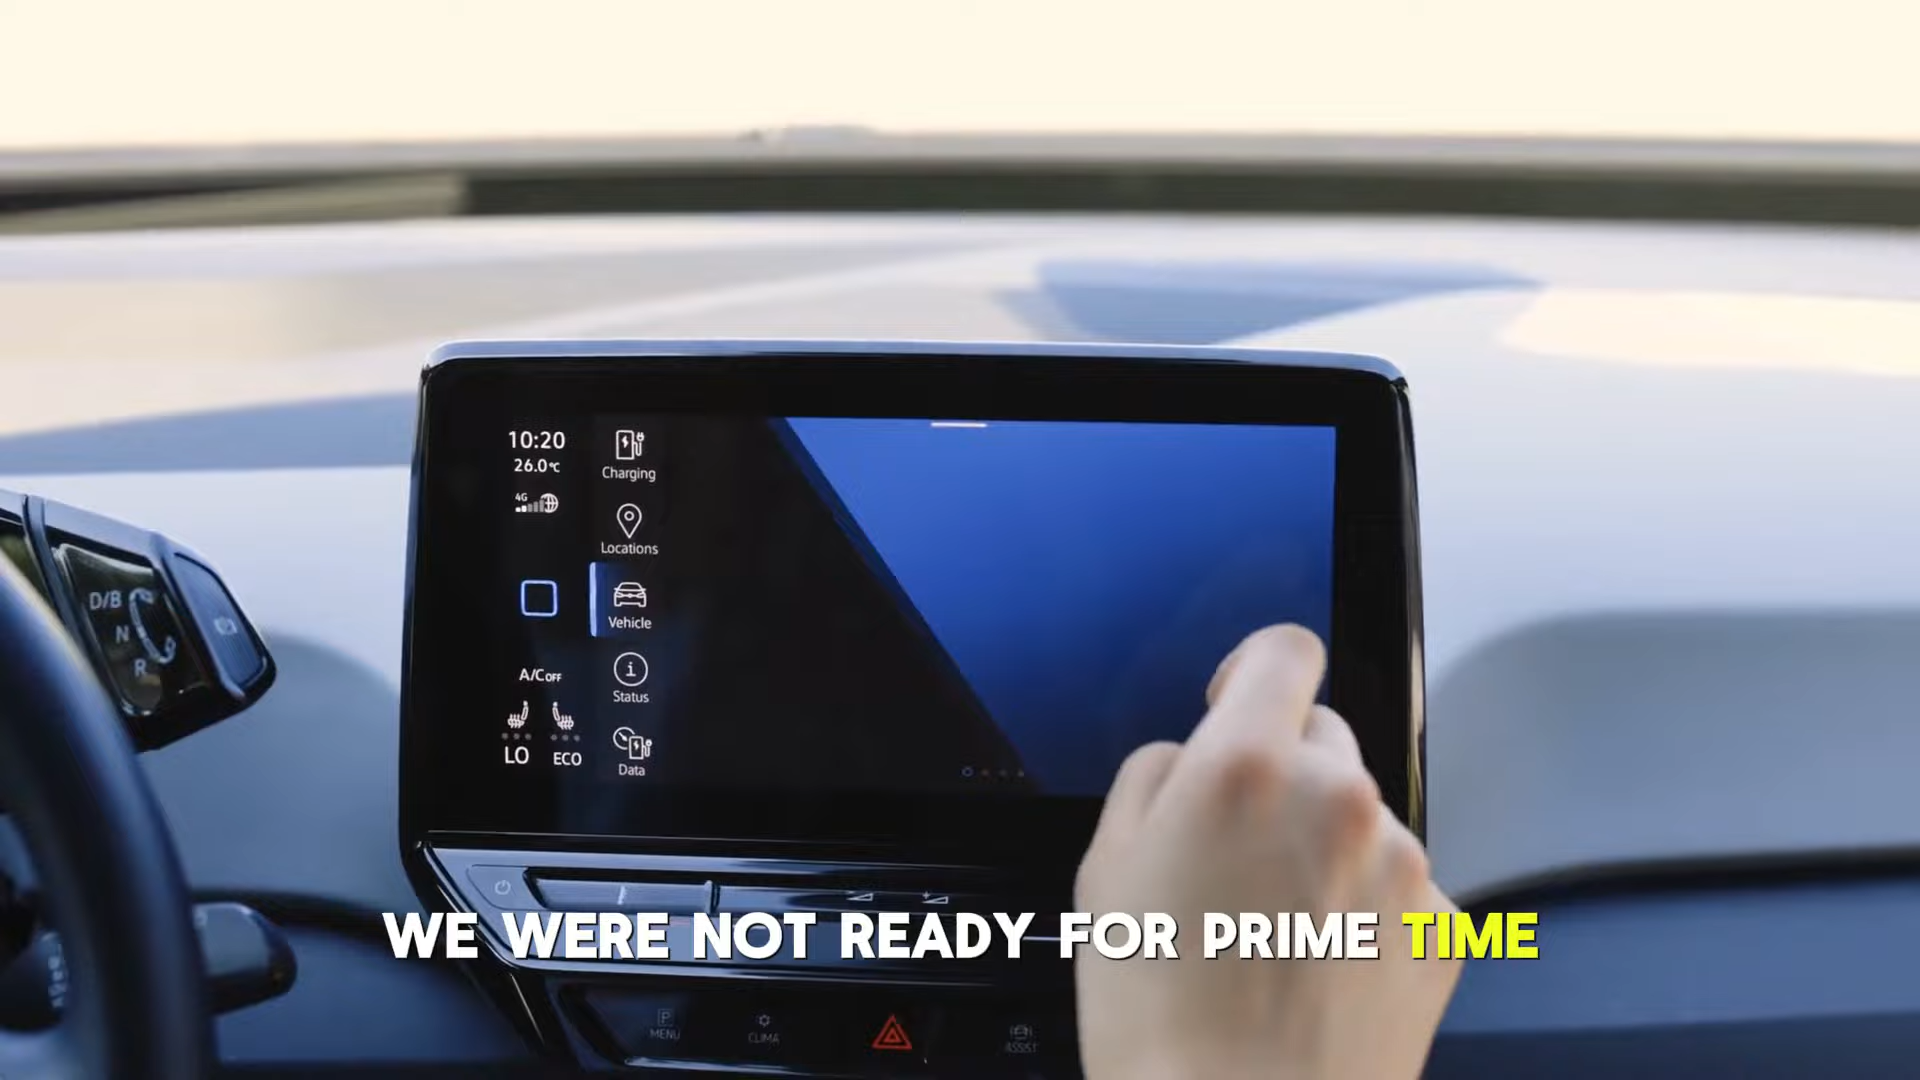 10:20
26.0°C
4G
Charging
Locations
Vehicle
Status
Data
A/C OFF
LO
ECO
D/B
N
R
WE WERE NOT READY FOR PRIME TIME
P
MENU
CLIMA
ASSIST